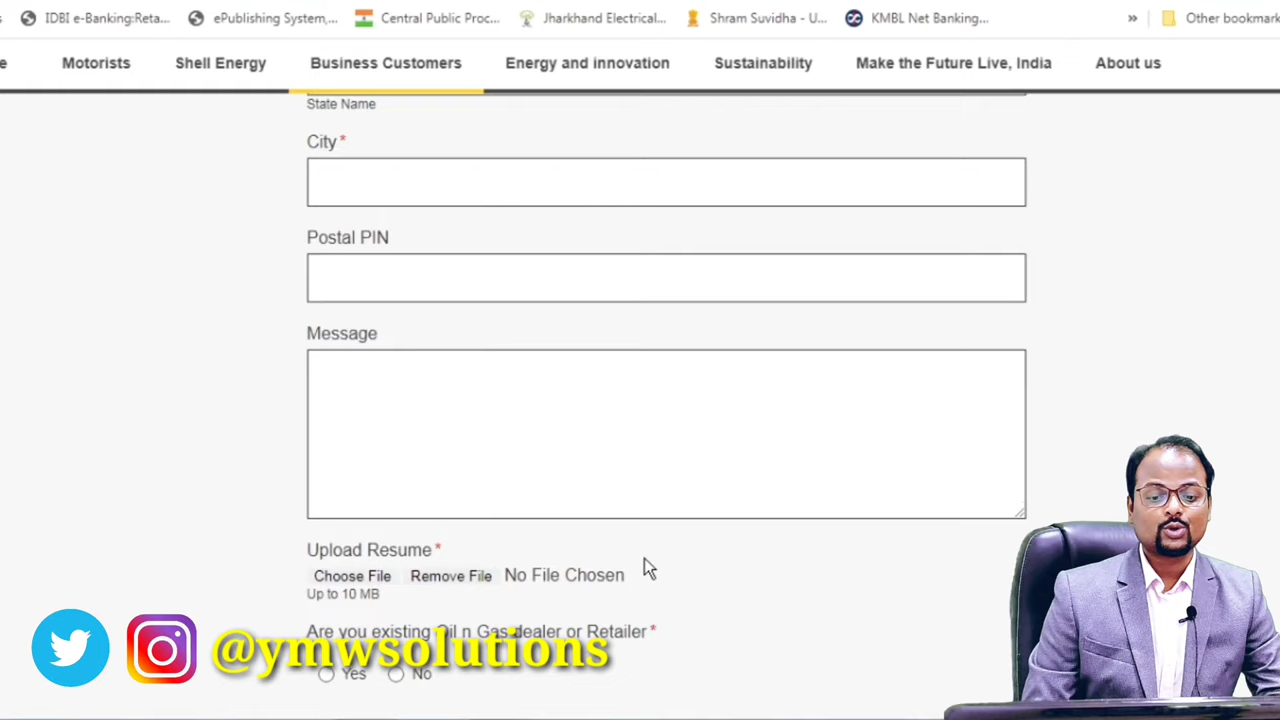 IDBI e-Banking:Reta... ePublishing System,... Central Public Proc... Jharkhand Electrical... Shram Suvidha - U... KMBL Net Banking... » Other bookmark
e Motorists Shell Energy Business Customers Energy and innovation Sustainability Make the Future Live, India About us
State Name
City *
Postal PIN
Message
Upload Resume *
Choose File Remove File No File Chosen
Up to 10 MB
Are you existing Oil n Gas dealer or Retailer *
@ymwsolutions
Yes No